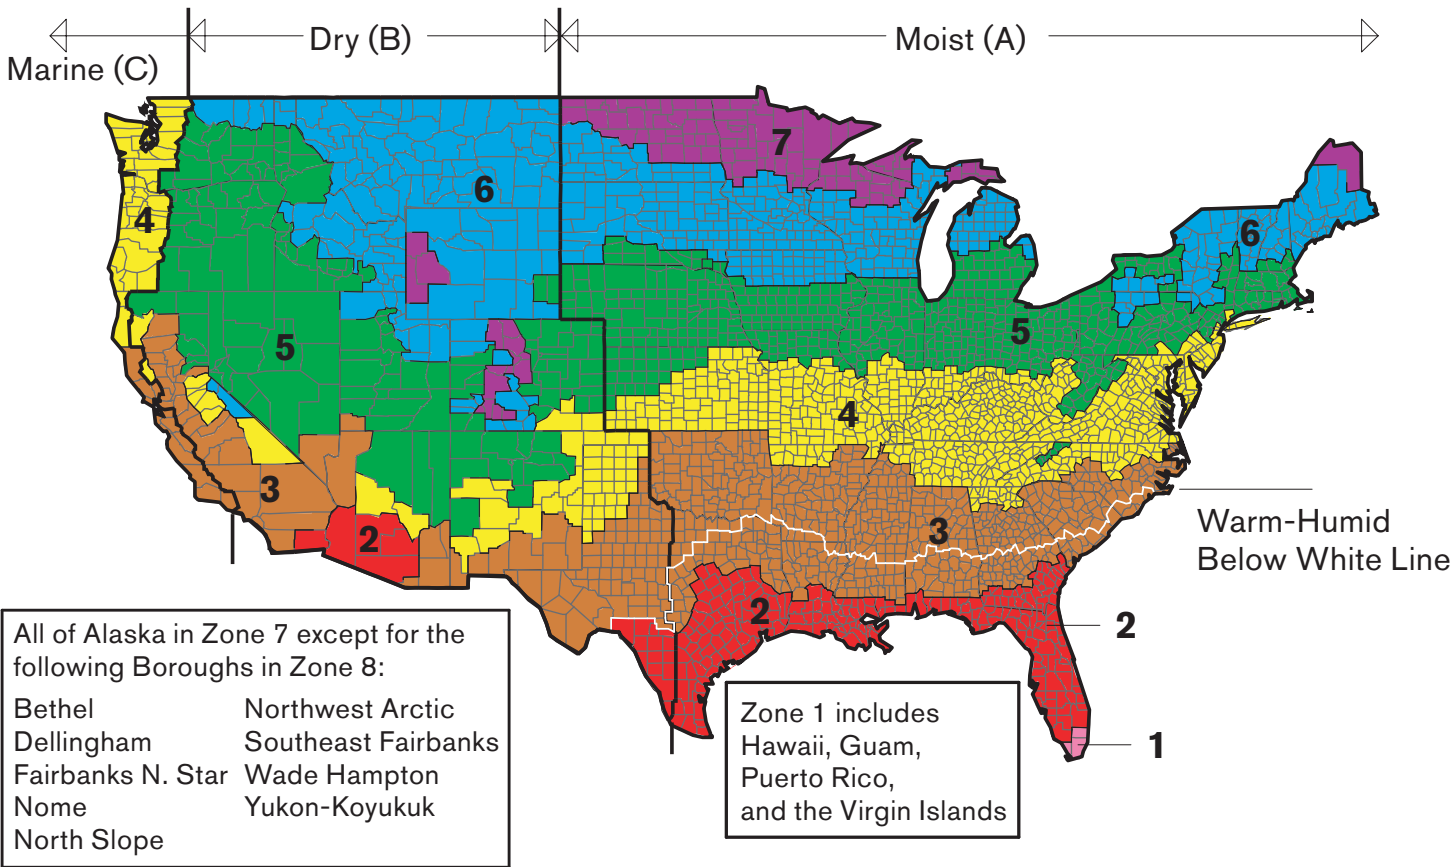 Marine (C)
Dry (B)
Moist (A)
7
6
4
6
5
5
4
3
2
3
2
Warm-Humid
Below White Line
2
1
All of Alaska in Zone 7 except for the
following Boroughs in Zone 8:
Bethel
Dellingham
Fairbanks N. Star
Nome
North Slope
Northwest Arctic
Southeast Fairbanks
Wade Hampton
Yukon-Koyukuk
Zone 1 includes
Hawaii, Guam,
Puerto Rico,
and the Virgin Islands